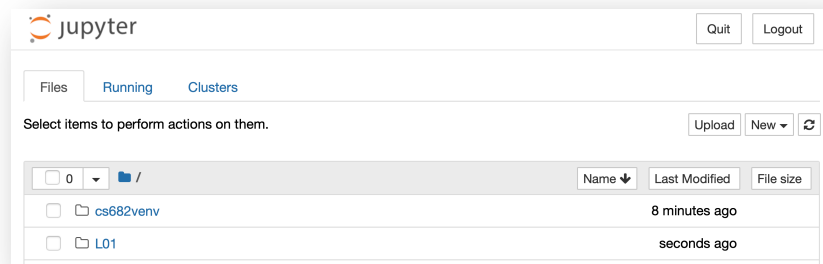 jupyter
Quit Logout
Files Running Clusters
Select items to perform actions on them.
Upload New
0 / Name Last Modified File size
cs682venv 8 minutes ago
L01 seconds ago